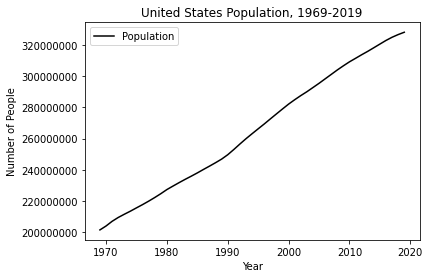 United States Population, 1969-2019
Population
320000000
300000000
280000000
260000000
240000000
220000000
200000000
Number of People
1970 1980 1990 2000 2010 2020
Year